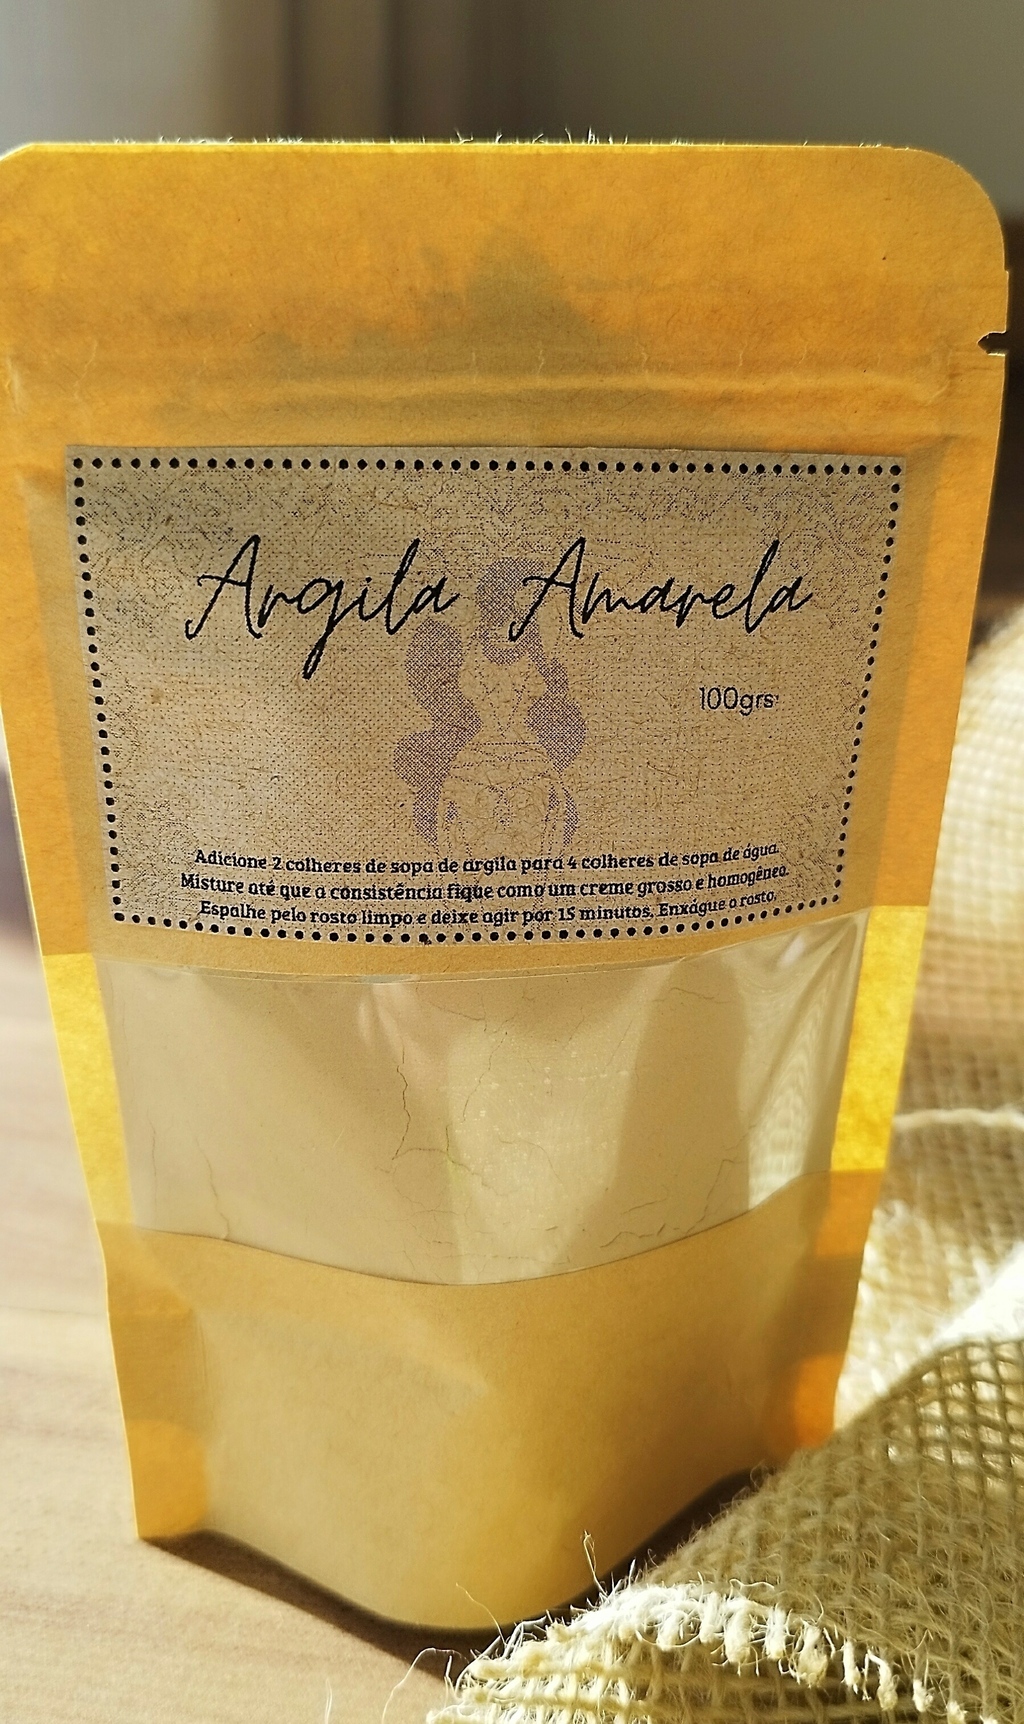 Argila Amarela
100grs
Adicione 2 colheres de sopa de argila para 4 colheres de sopa de água.
Misture até que a consistência fique como um creme grosso e homogêneo.
Espalhe pelo rosto limpo e deixe agir por 15 minutos. Enxágue o rosto.